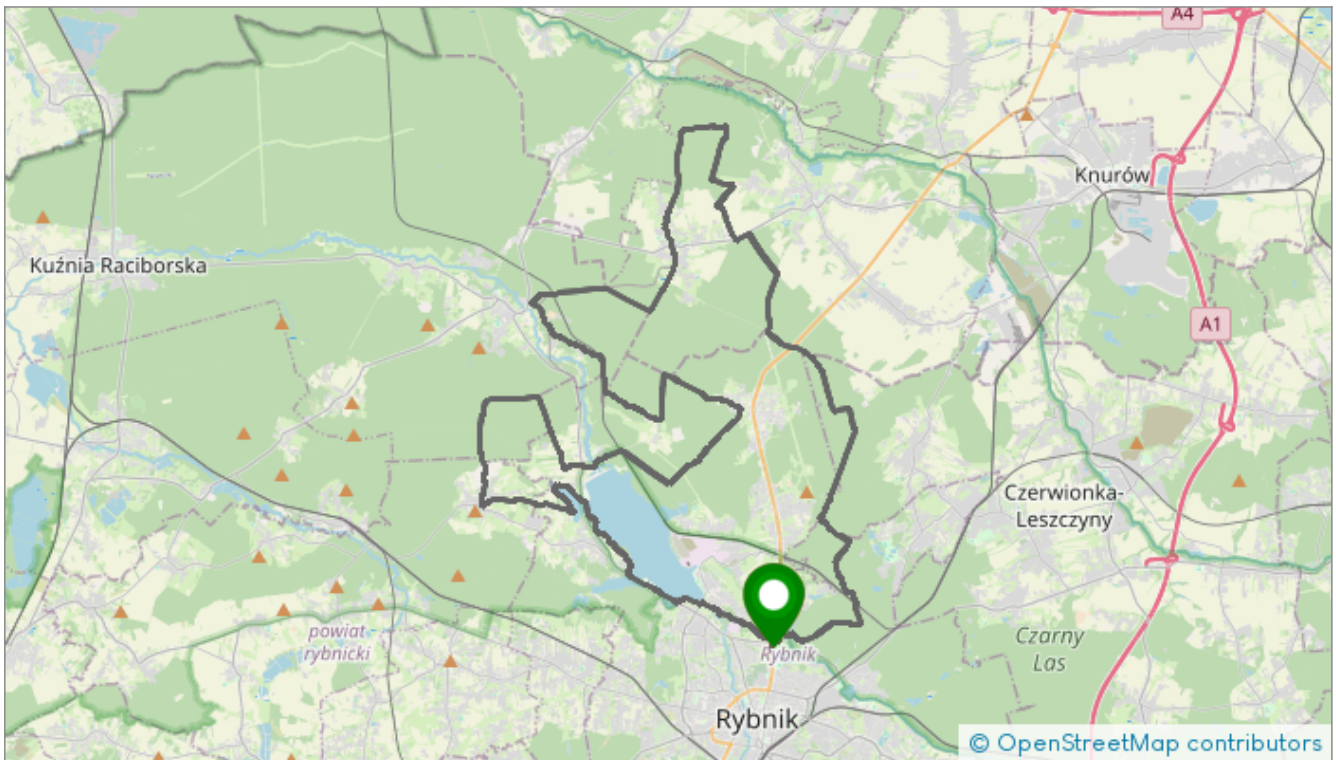 A4
Knurów
Kuźnia Raciborska
A1
Czerwionka-
Leszczyny
powiat
rybnicki
Czarny
Las
Rybnik
Rybnik
© OpenStreetMap contributors